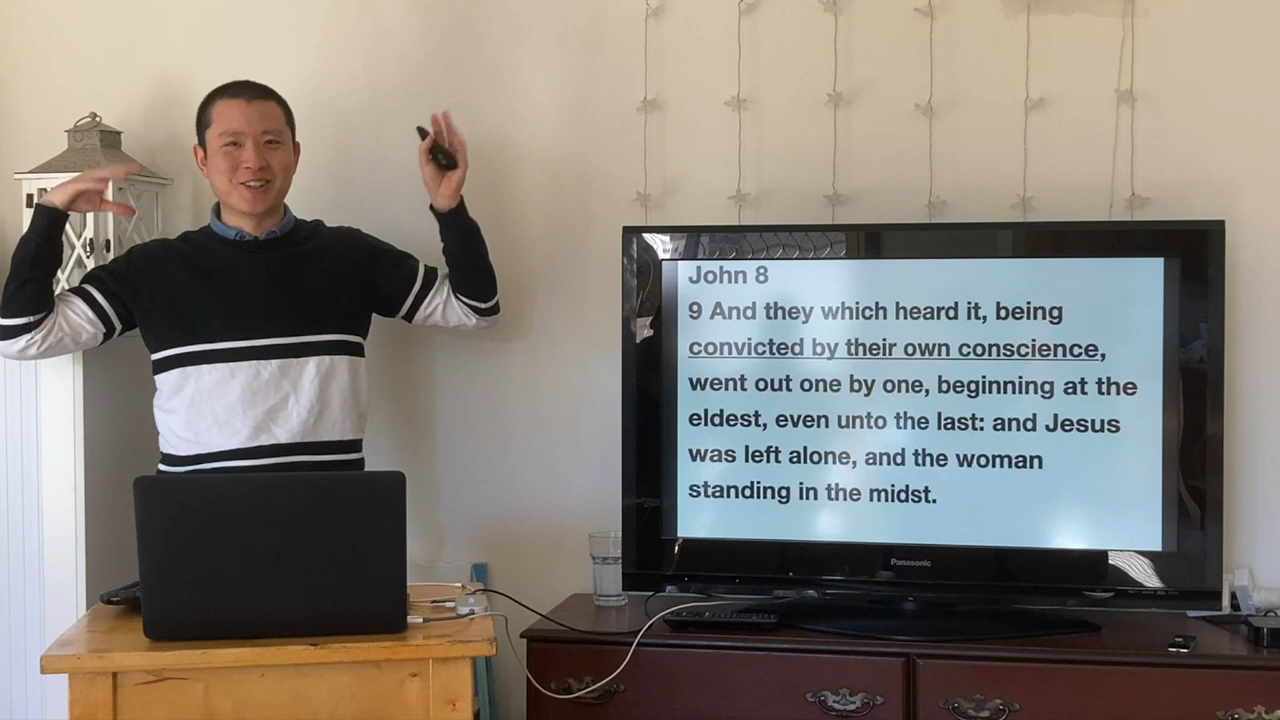 John 8
9 And they which heard it, being
convicted by their own conscience,
went out one by one, beginning at the
eldest, even unto the last: and Jesus
was left alone, and the woman
standing in the midst.
Panasonic